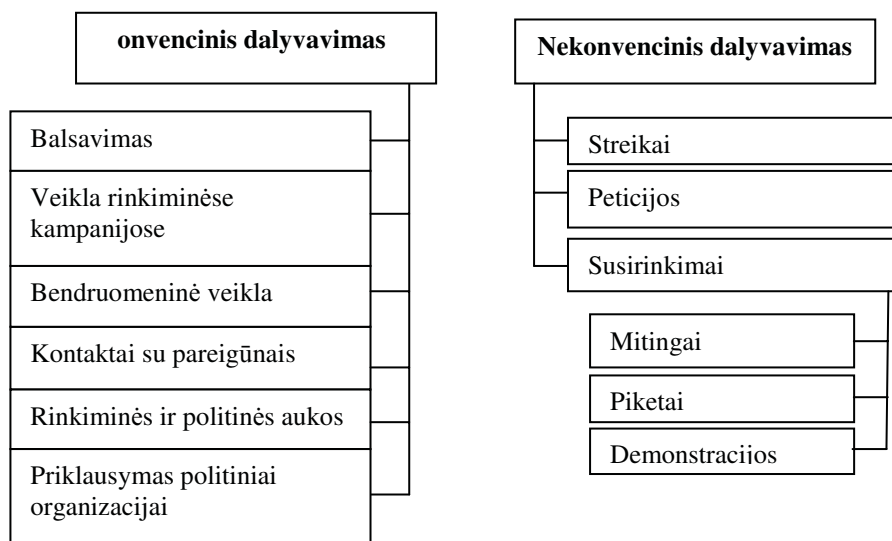 onvencinis dalyvavimas
Balsavimas
Veikla rinkiminėse
kampanijose
Bendruomeninė veikla
Kontaktai su pareigūnais
Rinkiminės ir politinės aukos
Priklausymas politiniai
organizacijai
Nekonvencinis dalyvavimas
Streikai
Peticijos
Susirinkimai
Mitingai
Piketai
Demonstracijos